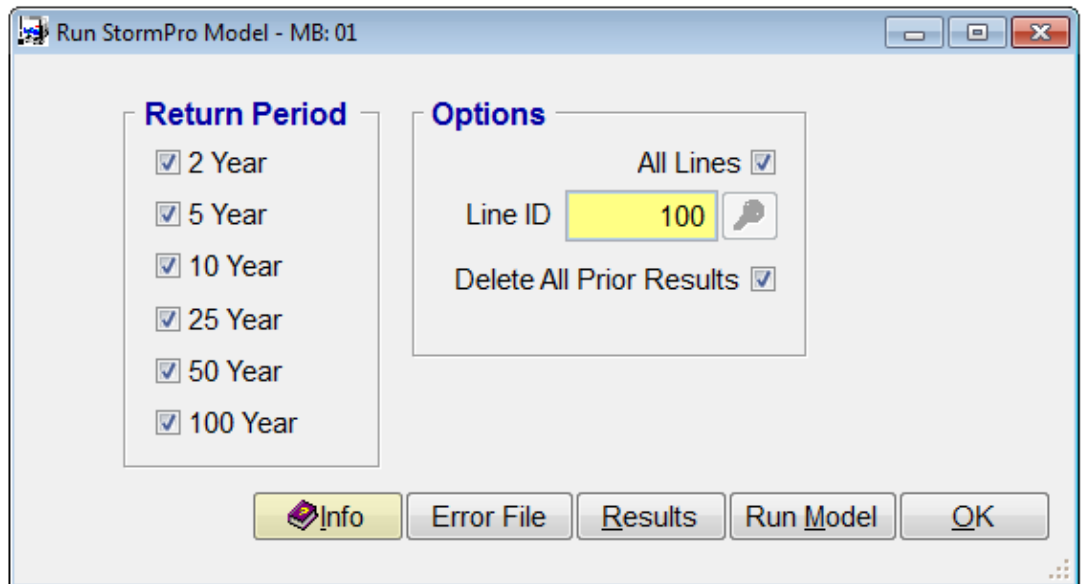 Run StormPro Model - MB: 01
Return Period
2 Year
5 Year
10 Year
25 Year
50 Year
100 Year
Options
All Lines
Line ID 100
Delete All Prior Results
Info Error File Results Run Model OK